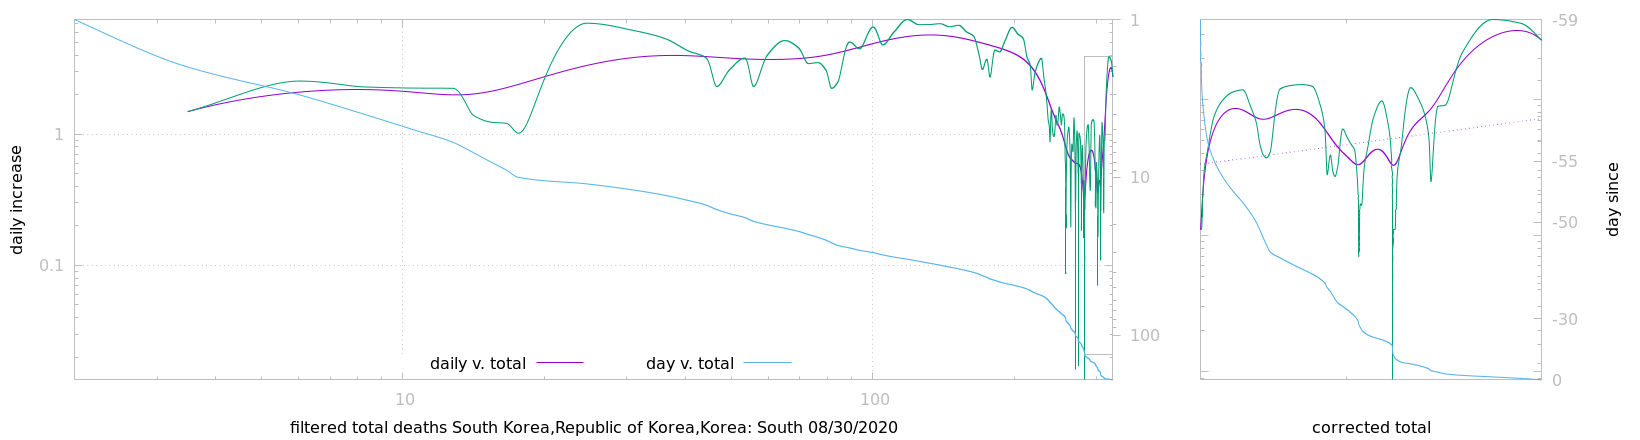 1
-59
daily increase
1
0.1
daily v. total
day v. total
10
100
10
100
-55
-50
-30
0
day since
filtered total deaths South Korea,Republic of Korea,Korea: South 08/30/2020
corrected total